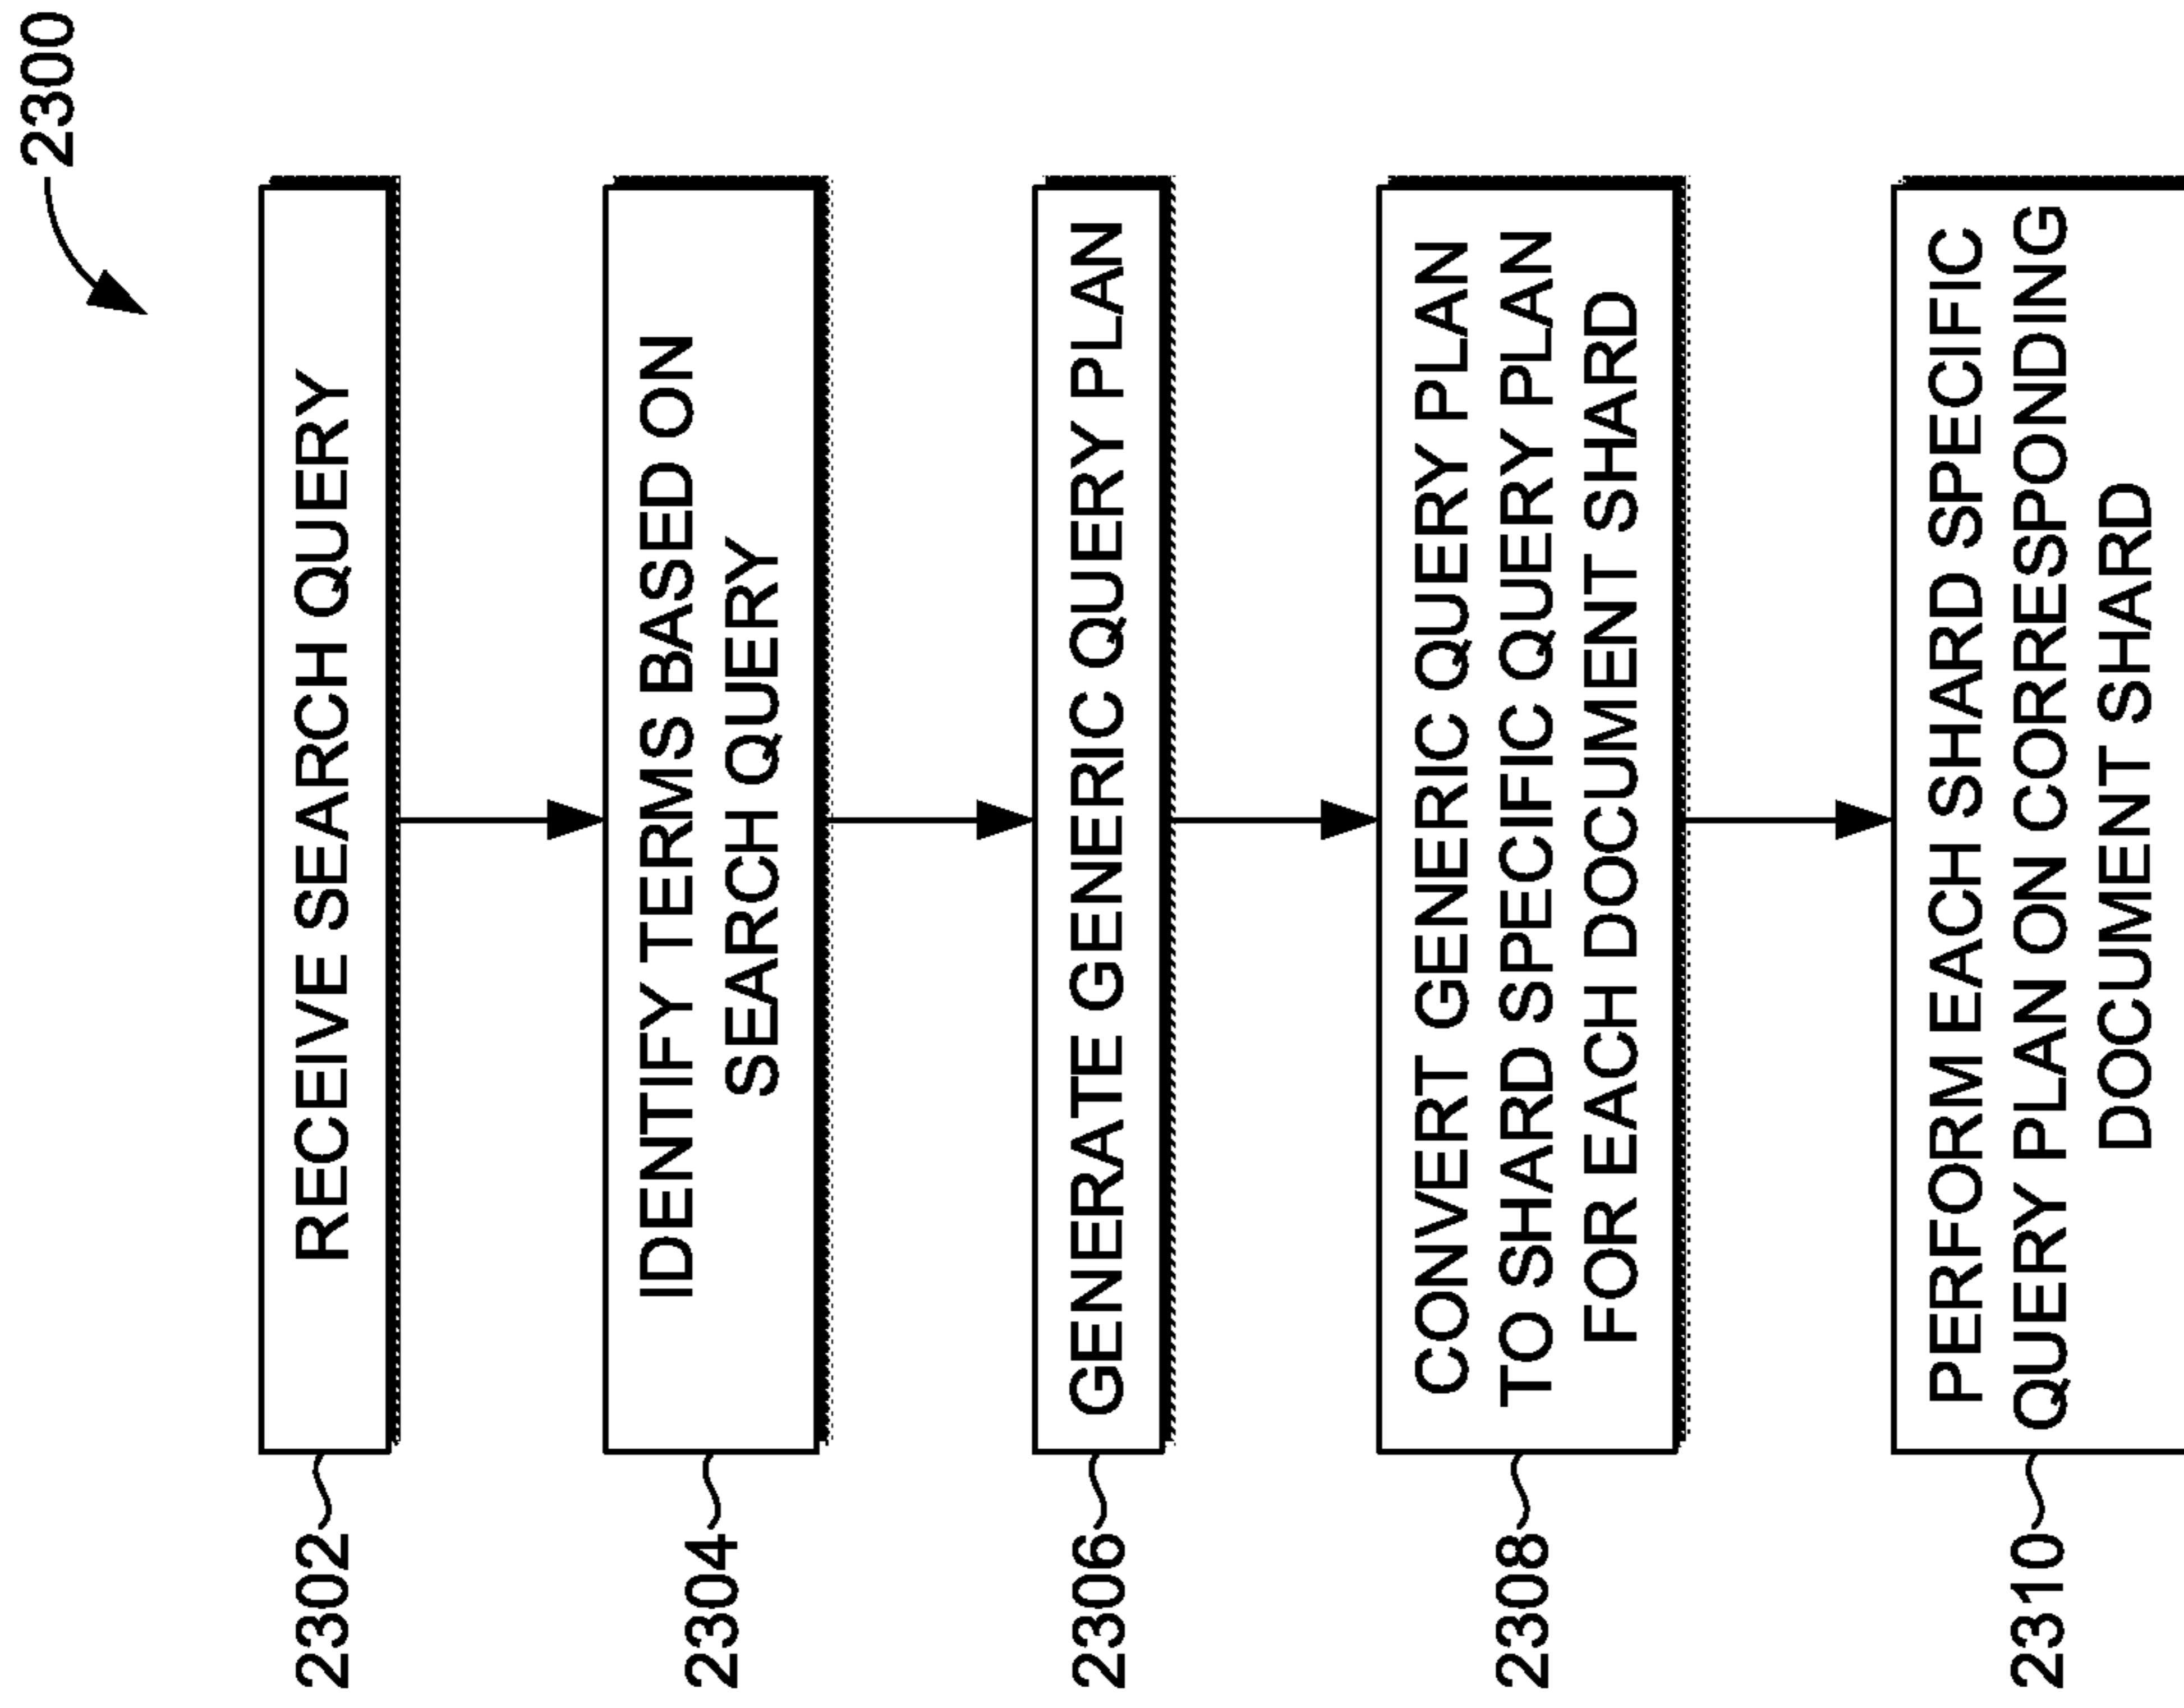 2300
2302
RECEIVE SEARCH QUERY
2304
IDENTIFY TERMS BASED ON
SEARCH QUERY
2306
GENERATE GENERIC QUERY PLAN
2308
CONVERT GENERIC QUERY PLAN
TO SHARD SPECIFIC QUERY PLAN
FOR EACH DOCUMENT SHARD
2310
PERFORM EACH SHARD SPECIFIC
QUERY PLAN ON CORRESPONDING
DOCUMENT SHARD